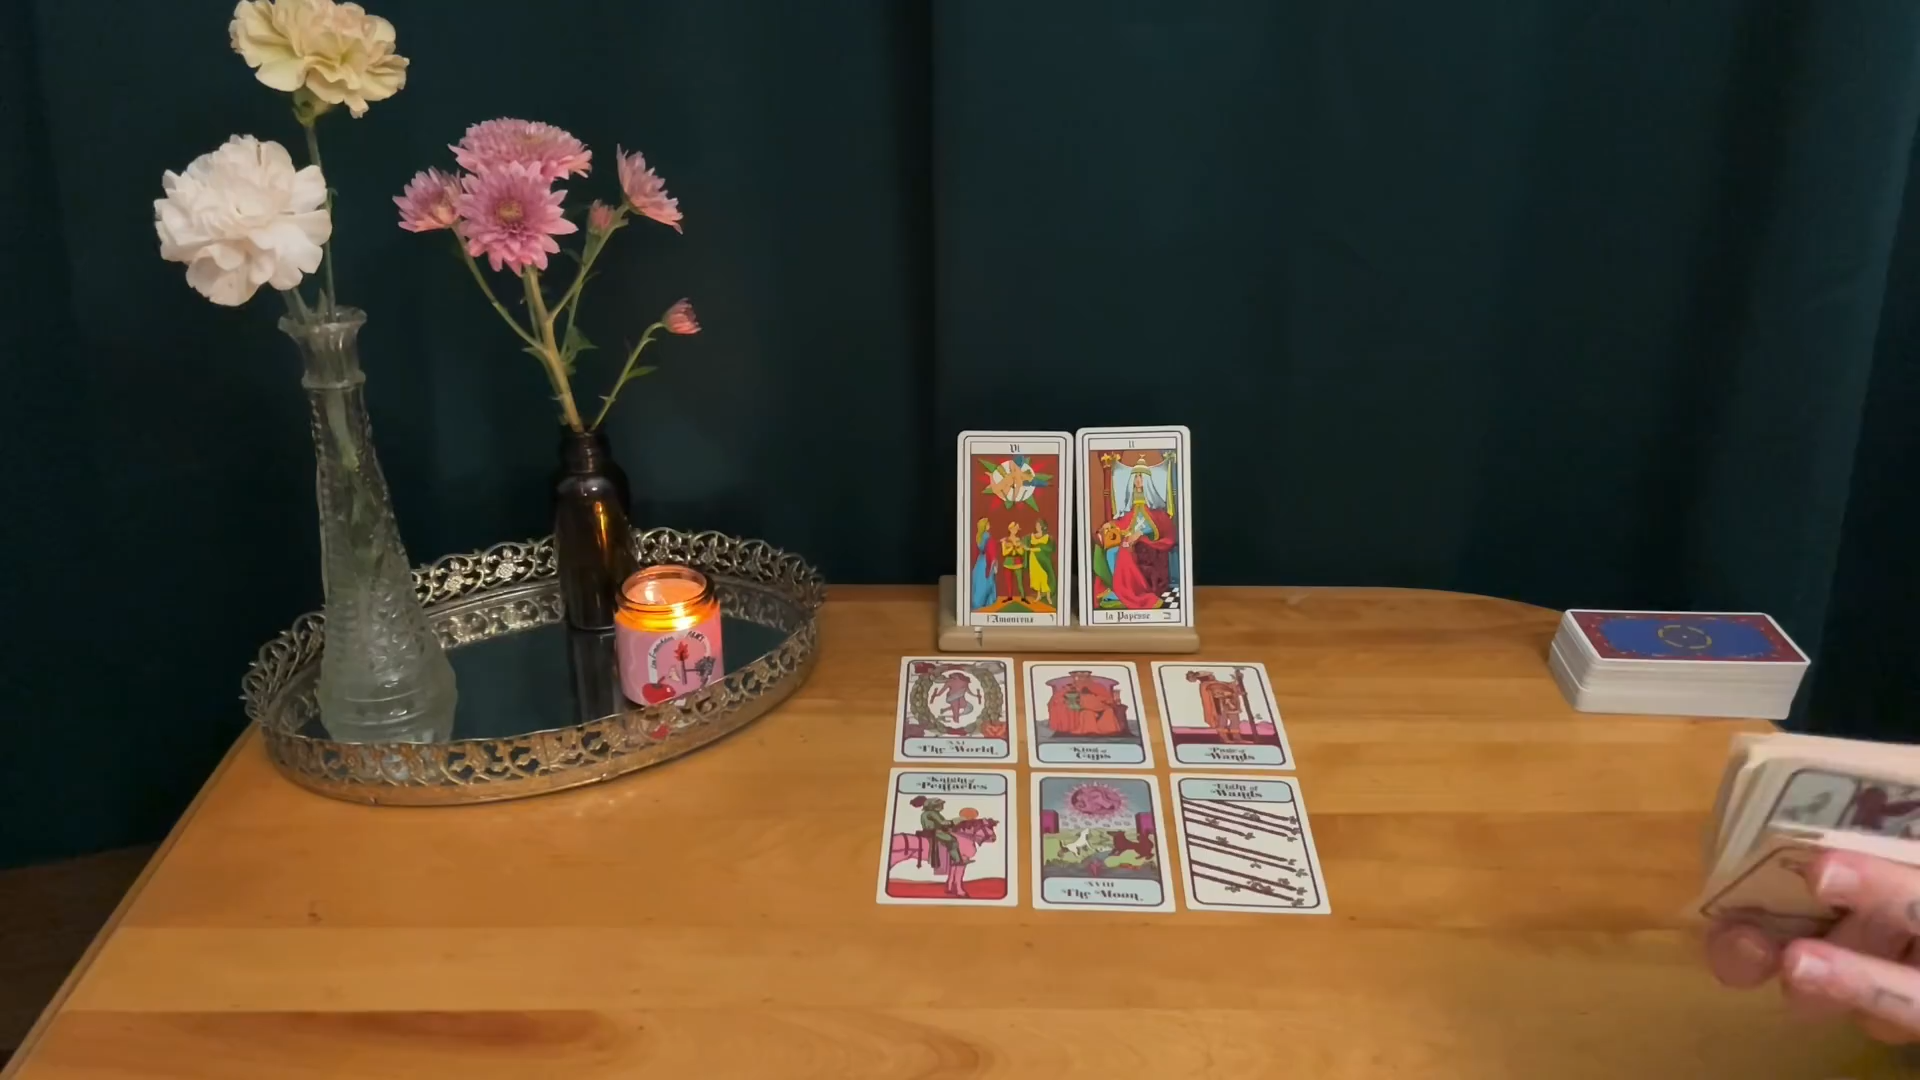 VI
II
l'Amoureux
la Papesse
XXI
The World
King of
Cups
Page of
Wands
Knight of
Pentacles
XVIII
The Moon
Eight of
Wands